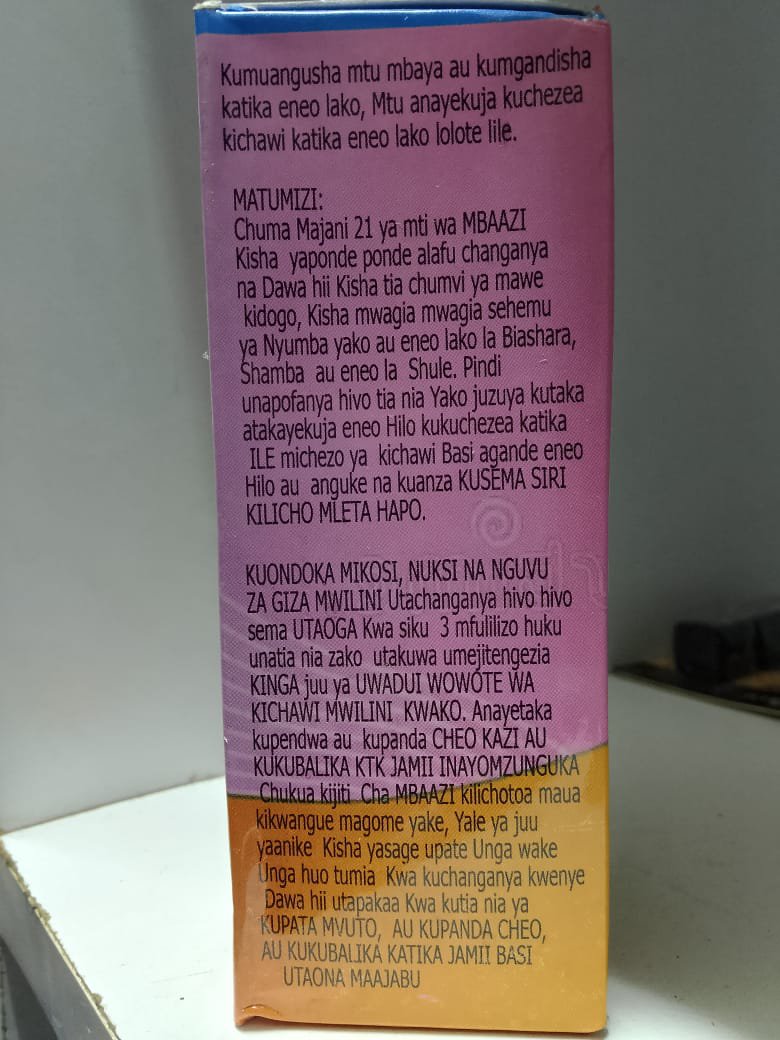 Kumuangusha mtu mbaya au kumgandisha
katika eneo lako, Mtu anayekuja kuchezea
kichawi katika eneo lako lolote lile.
MATUMIZI:
Chuma Majani 21 ya mti wa MBAAZI
Kisha yaponde ponde alafu changanya
na Dawa hii Kisha tia chumvi ya mawe
kidogo, Kisha mwagia mwagia sehemu
ya Nyumba yako au eneo lako la Biashara,
Shamba au eneo la Shule. Pindi
unapofanya hivo tia nia Yako juzuya kutaka
atakayekuja eneo Hilo kukuchezea katika
ILE michezo ya kichawi Basi agande eneo
Hilo au anguke na kuanza KUSEMA SIRI
KILICHO MLETA HAPO.
KUONDOKA MIKOSI, NUKSI NA NGUVU
ZA GIZA MWILINI Utachanganya hivo hivo
sema UTAOGA Kwa siku 3 mfululizo huku
unatia nia zako utakuwa umejitengezia
KINGA juu ya UWADUI WOWOTE WA
KICHAWI MWILINI KWAKO. Anayetaka
kupendwa au kupanda CHEO KAZI AU
KUKUBALIKA KTK JAMII INAYOMZUNGUKA
Chukua kijiti Cha MBAAZI kilichotoa maua
kikwangue magome yake, Yale ya juu
yaanike Kisha yasage upate Unga wake
Unga huo tumia Kwa kuchanganya kwenye
Dawa hii utapakaa Kwa kutia nia ya
KUPATA MVUTO, AU KUPANDA CHEO,
AU KUKUBALIKA KATIKA JAMII BASI
UTAONA MAAJABU